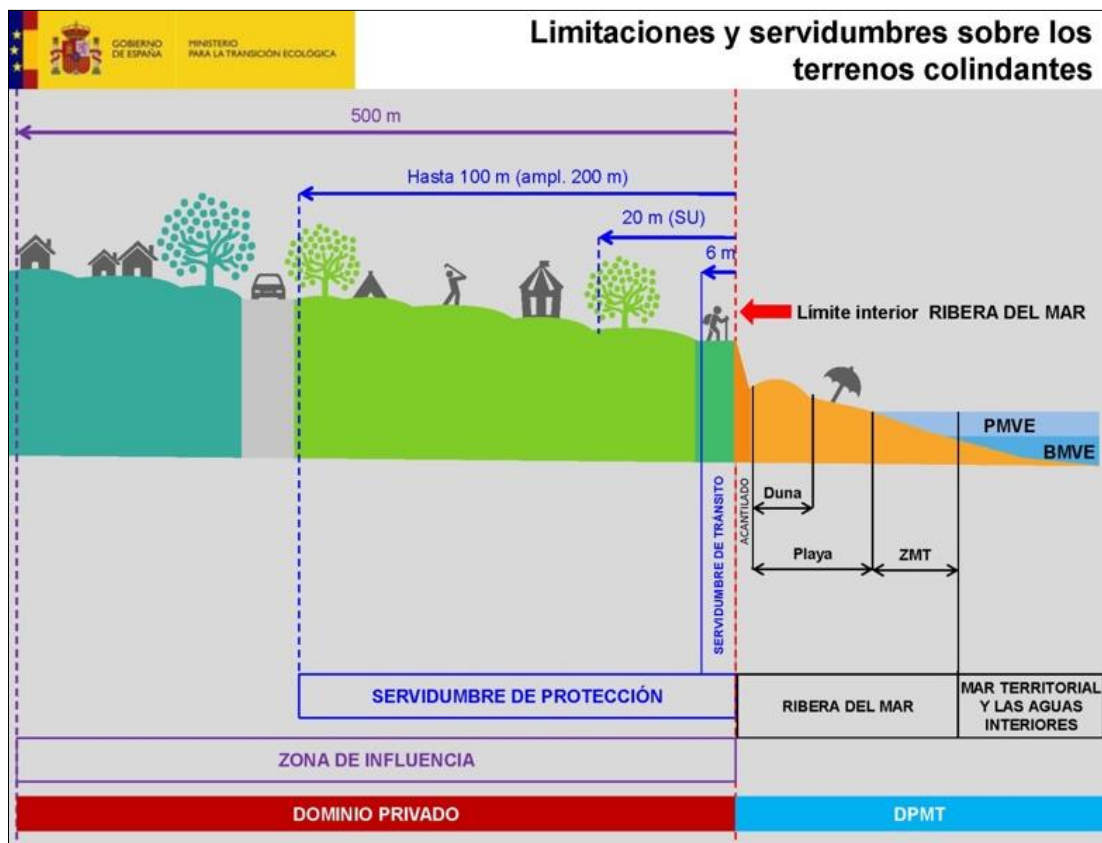 GOBIERNO
DE ESPAÑA
MINISTERIO
PARA LA TRANSICIÓN ECOLÓGICA
Limitaciones y servidumbres sobre los
terrenos colindantes
500 m
Hasta 100 m (ampl. 200 m)
20 m (SU)
6 m
Límite interior RIBERA DEL MAR
PMVE
BMVE
SERVIDUMBRE DE TRÁNSITO
ACANTILADO
Duna
Playa
ZMT
SERVIDUMBRE DE PROTECCIÓN
RIBERA DEL MAR
MAR TERRITORIAL
Y LAS AGUAS
INTERIORES
ZONA DE INFLUENCIA
DOMINIO PRIVADO
DPMT